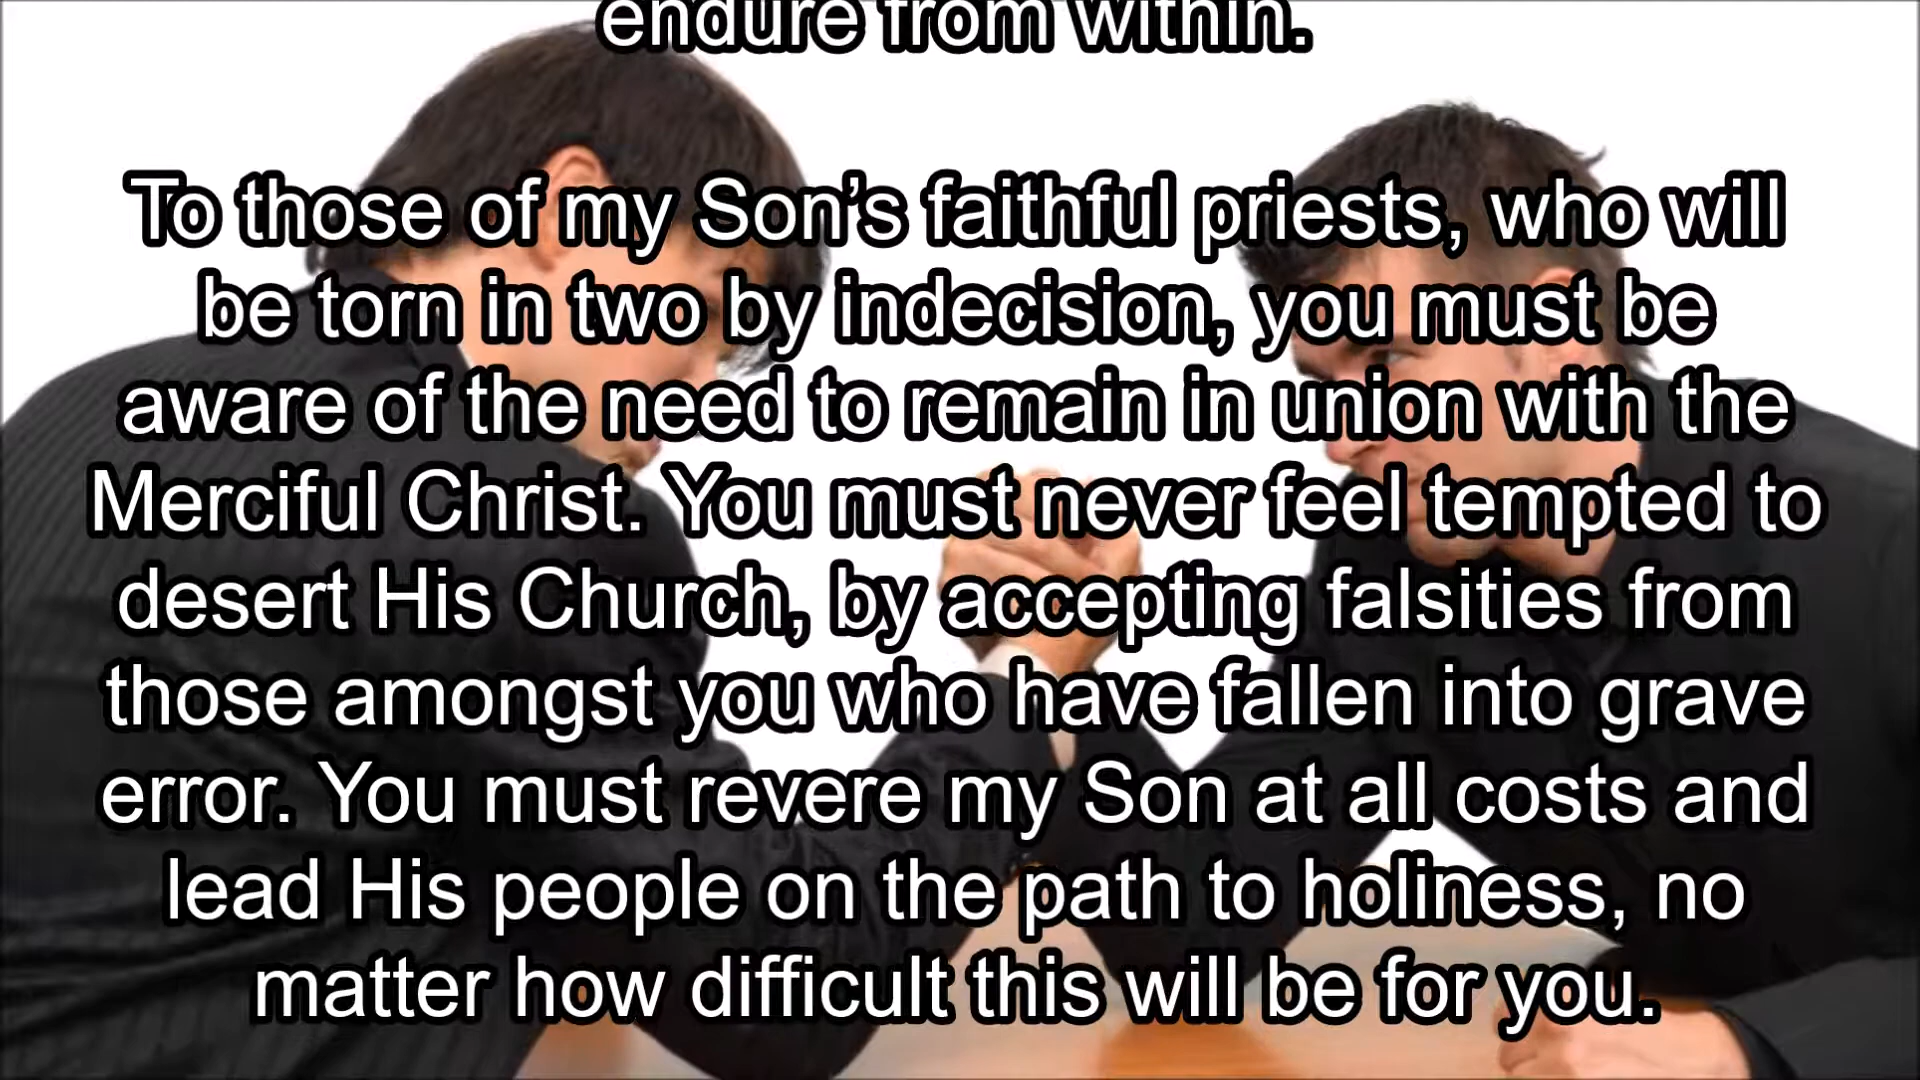 endure from within.
To those of my Son’s faithful priests, who will
be torn in two by indecision, you must be
aware of the need to remain in union with the
Merciful Christ. You must never feel tempted to
desert His Church, by accepting falsities from
those amongst you who have fallen into grave
error. You must revere my Son at all costs and
lead His people on the path to holiness, no
matter how difficult this will be for you.